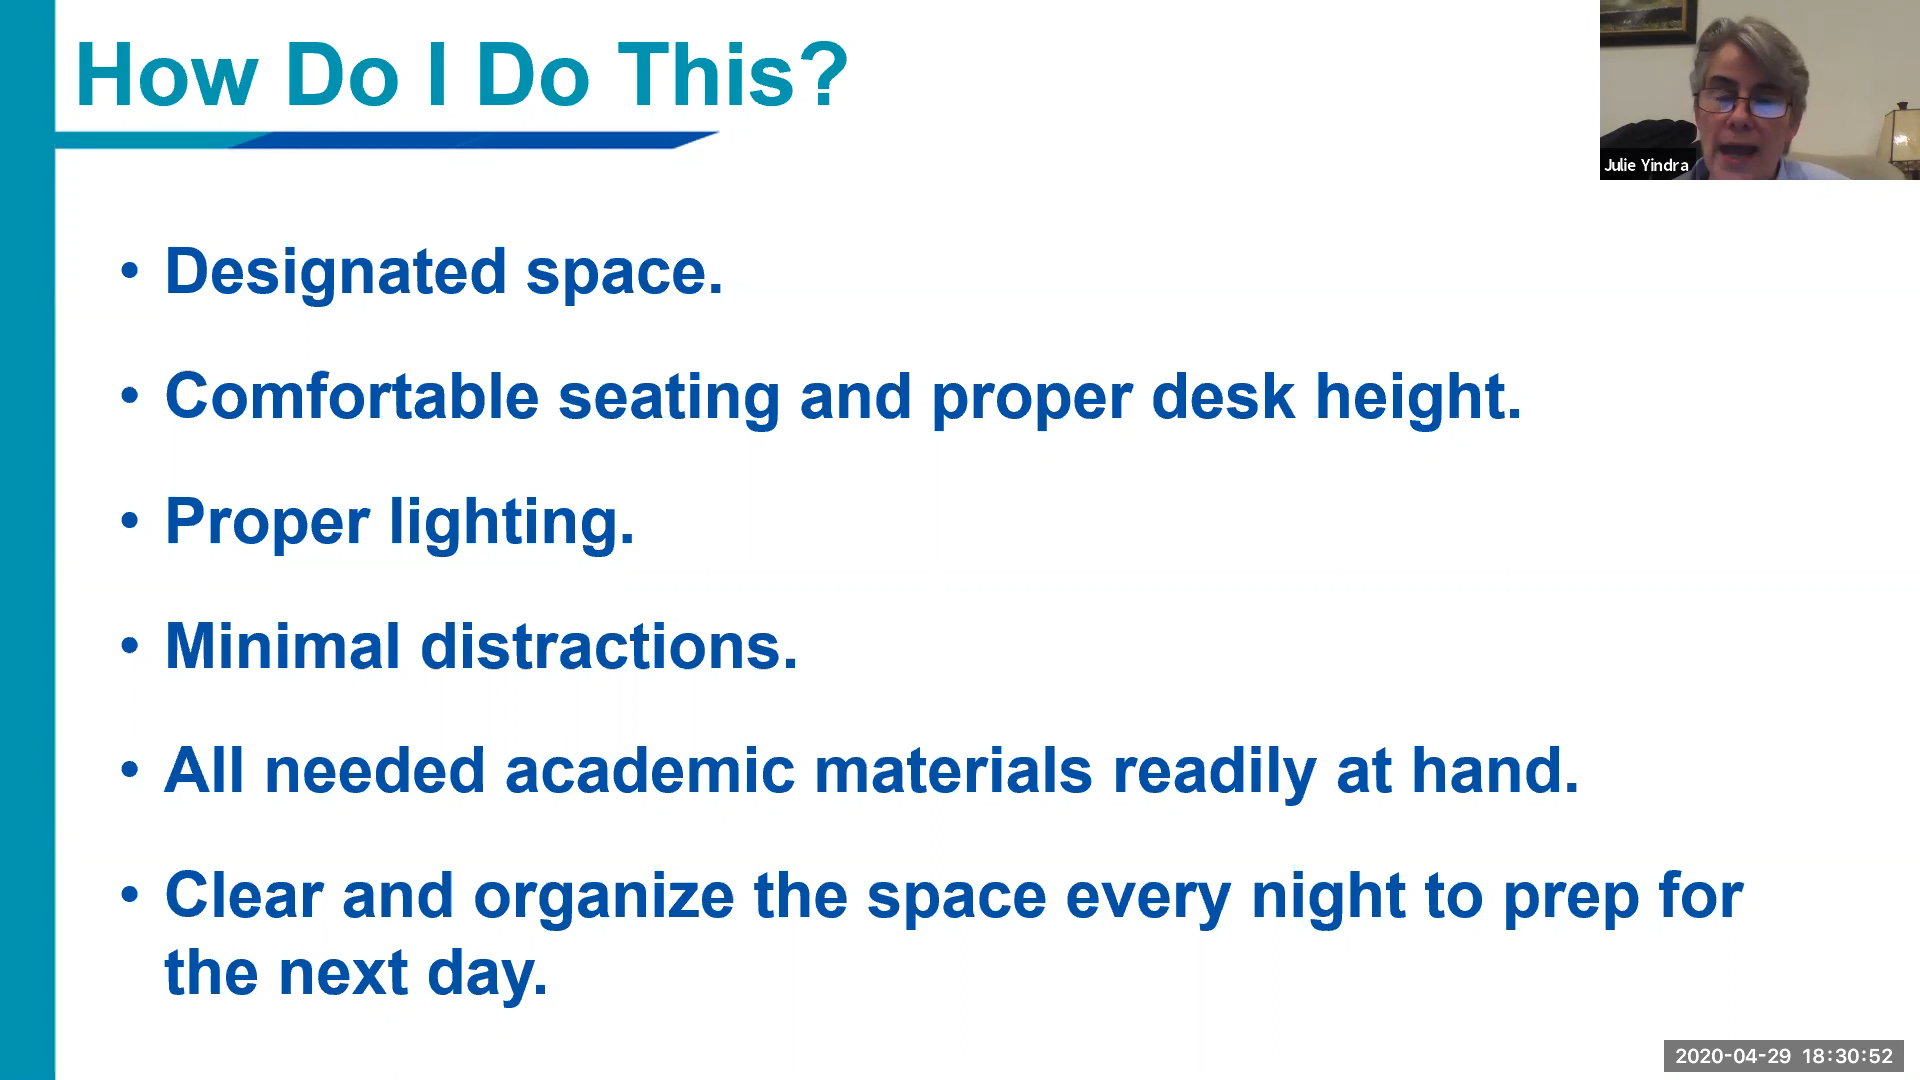 How Do I Do This?
Julie Yindra
• Designated space.
• Comfortable seating and proper desk height.
• Proper lighting.
• Minimal distractions.
• All needed academic materials readily at hand.
• Clear and organize the space every night to prep for
the next day.
2020-04-29 18:30:52